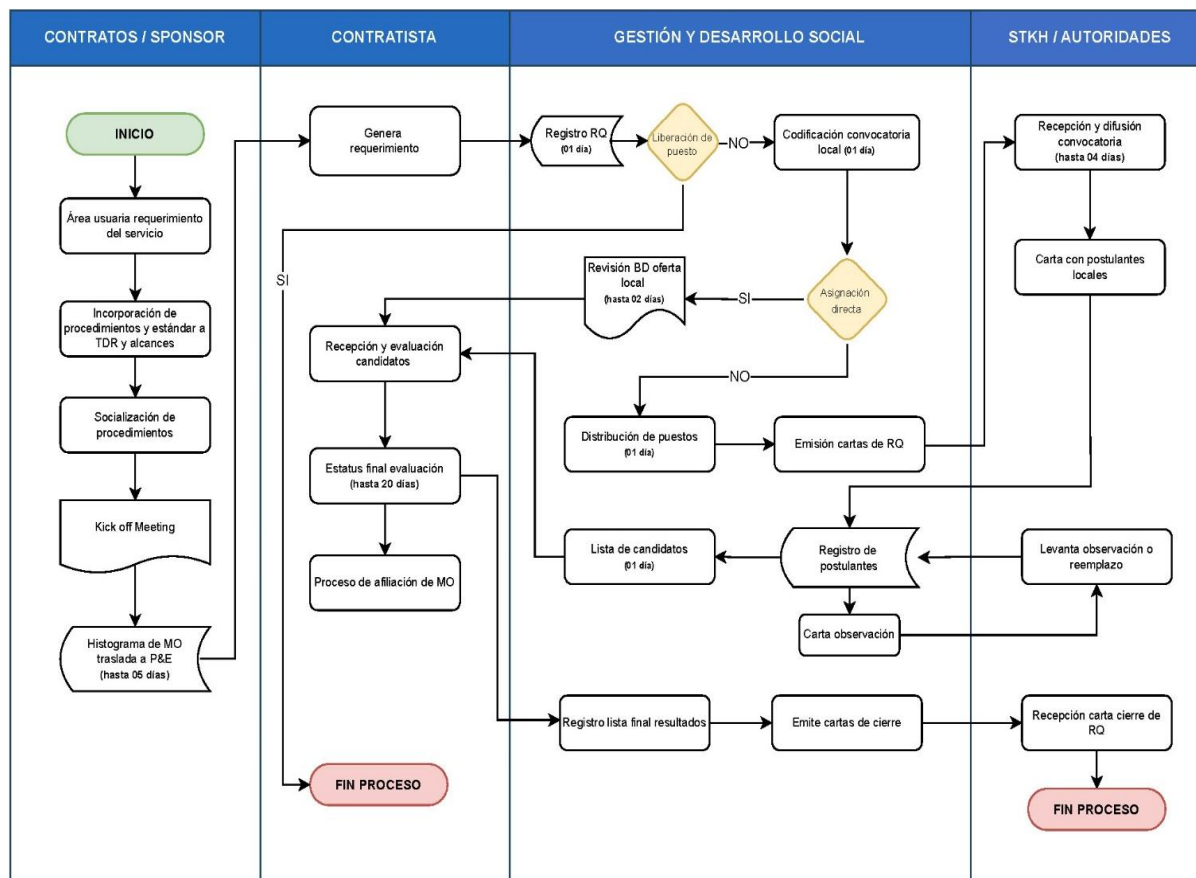 CONTRATOS / SPONSOR
CONTRATISTA
GESTIÓN Y DESARROLLO SOCIAL
STKH / AUTORIDADES
INICIO
Área usuaria requerimiento
del servicio
Incorporación de
procedimientos y estándar a
TDR y alcances
Socialización de
procedimientos
Kick off Meeting
Histograma de MO
traslada a P&E
(hasta 05 días)
Genera
requerimiento
SI
Recepción y evaluación
candidatos
Estatus final evaluación
(hasta 20 días)
Proceso de afiliación de MO
FIN PROCESO
Registro RQ
(01 día)
Liberación de
puesto
NO
Codificación convocatoria
local (01 día)
Revisión BD oferta
local
(hasta 02 días)
SI
Asignación
directa
NO
Distribución de puestos
(01 día)
Emisión cartas de RQ
Lista de candidatos
(01 día)
Registro de
postulantes
Carta observación
Registro lista final resultados
Emite cartas de cierre
Recepción y difusión
convocatoria
(hasta 04 días)
Carta con postulantes
locales
Levanta observación o
reemplazo
Recepción carta cierre de
RQ
FIN PROCESO